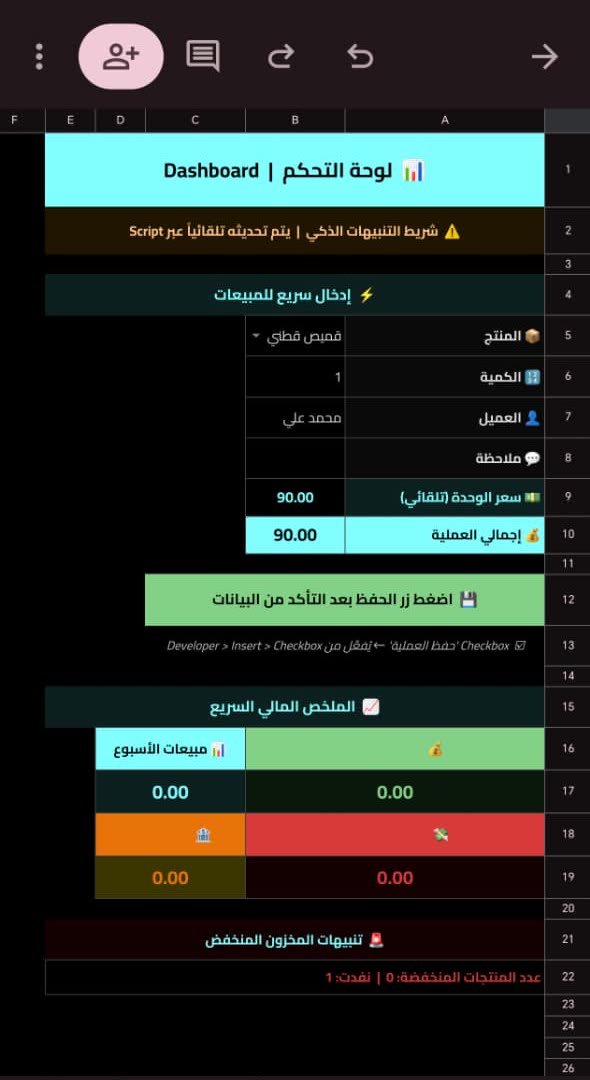 F E D C B A
1 📊 لوحة التحكم | Dashboard
2 ⚠️ شريط التنبيهات الذكي | يتم تحديثه تلقائياً عبر Script
3
4 ⚡ إدخال سريع للمبيعات
5 📦 المنتج قميص قطني
6 🔢 الكمية 1
7 👤 العميل محمد علي
8 💬 ملاحظة
9 💵 سعر الوحدة (تلقائي) 90.00
10 💰 إجمالي العملية 90.00
11
12 💾 اضغط زر الحفظ بعد التأكد من البيانات
13 ☑ Checkbox 'حفظ العملية' ← يُفعَّل من Developer > Insert > Checkbox
14
15 📈 الملخص المالي السريع
16 💰 📊 مبيعات الأسبوع
17 0.00 0.00
18 💸 🏦
19 0.00 0.00
20
21 🚨 تنبيهات المخزون المنخفض
22 عدد المنتجات المنخفضة: 0 | نفدت: 1
23
24
25
26